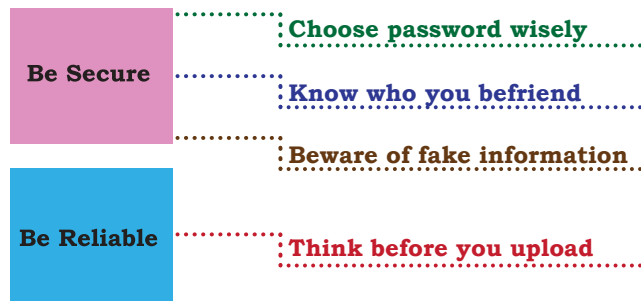 Be Secure
Choose password wisely
Know who you befriend
Beware of fake information
Be Reliable
Think before you upload